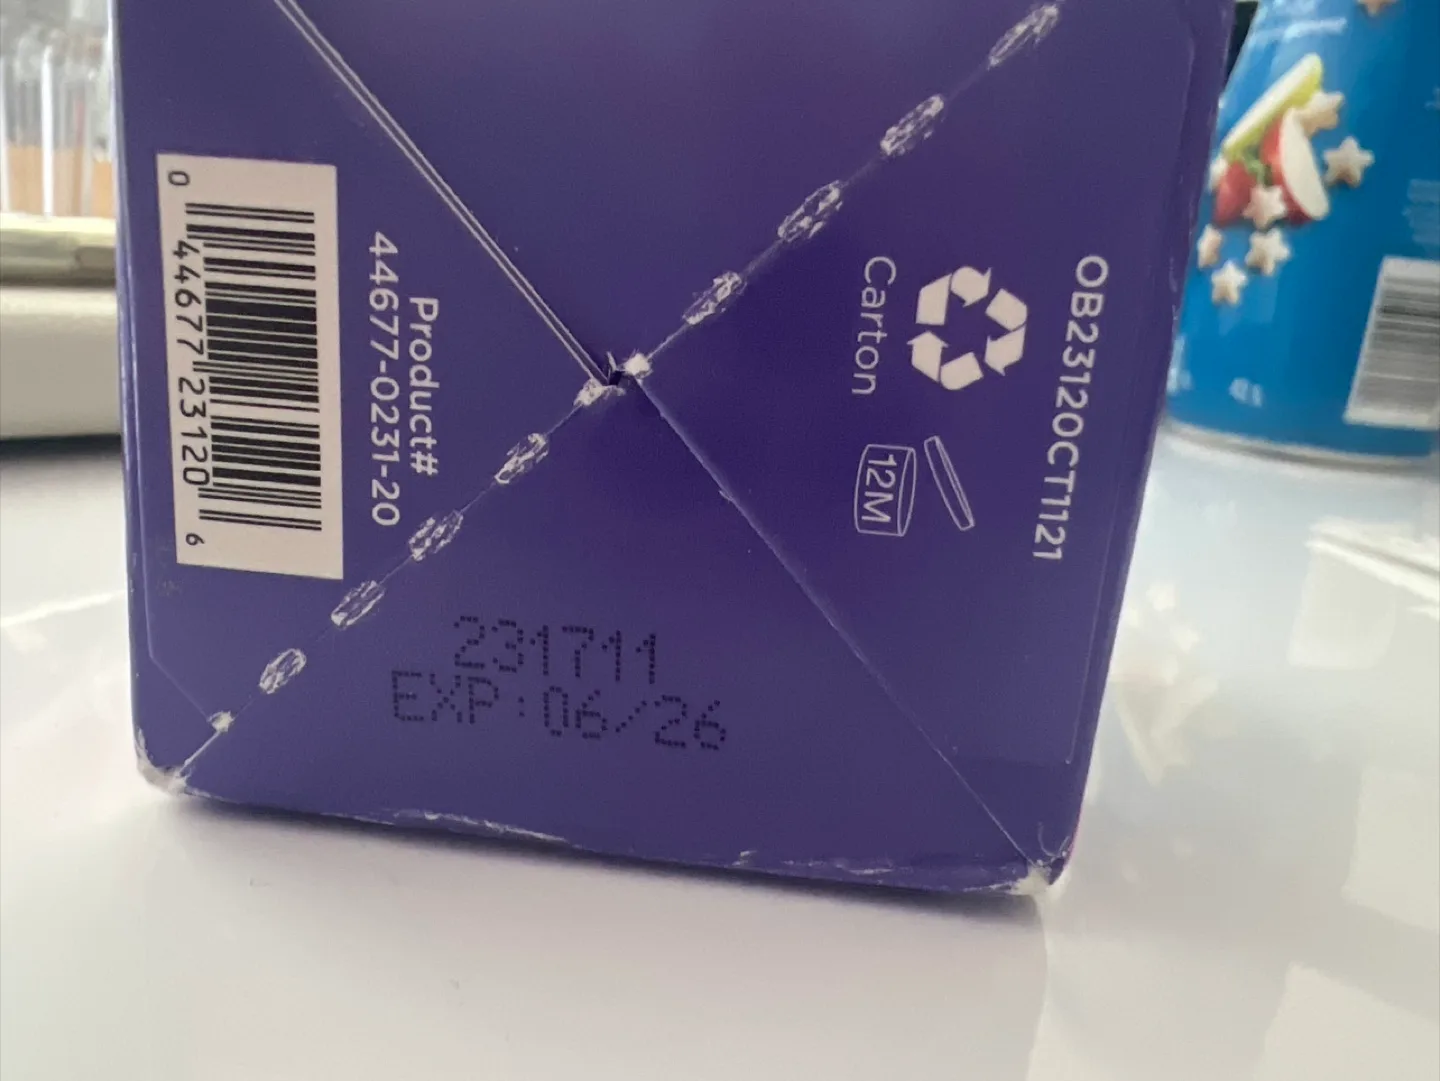 0 44677 23120 6
Product#
44677-0231-20
Carton
12M
OB23120CT1121
231711
EXP:06/26